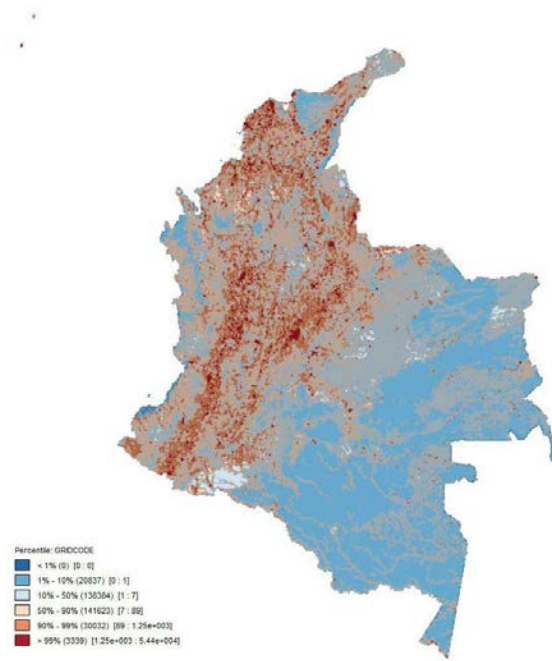 Percentile: GRIDCODE
< 1% (0) [0 : 0]
1% - 10% (20837) [0 : 1]
10% - 50% (138384) [1 : 7]
50% - 90% (141623) [7 : 89]
90% - 99% (30032) [89 : 1.25e+003]
> 99% (3339) [1.25e+003 : 5.44e+004]